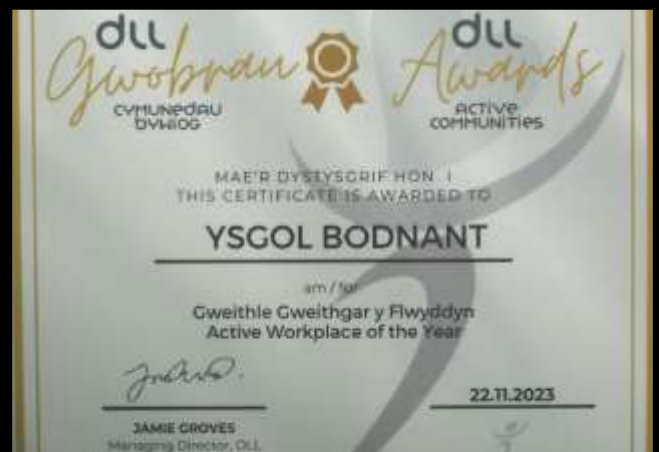 dll
Gwobrau
CYMUNEDAU
BYWIOG
dll
Awards
ACTIVE
COMMUNITIES
MAE'R DYSTYSGRIF HON I
THIS CERTIFICATE IS AWARDED TO
YSGOL BODNANT
am / for
Gweithle Gweithgar y Flwyddyn
Active Workplace of the Year
22.11.2023
JAMIE GROVES
Managing Director, DLL